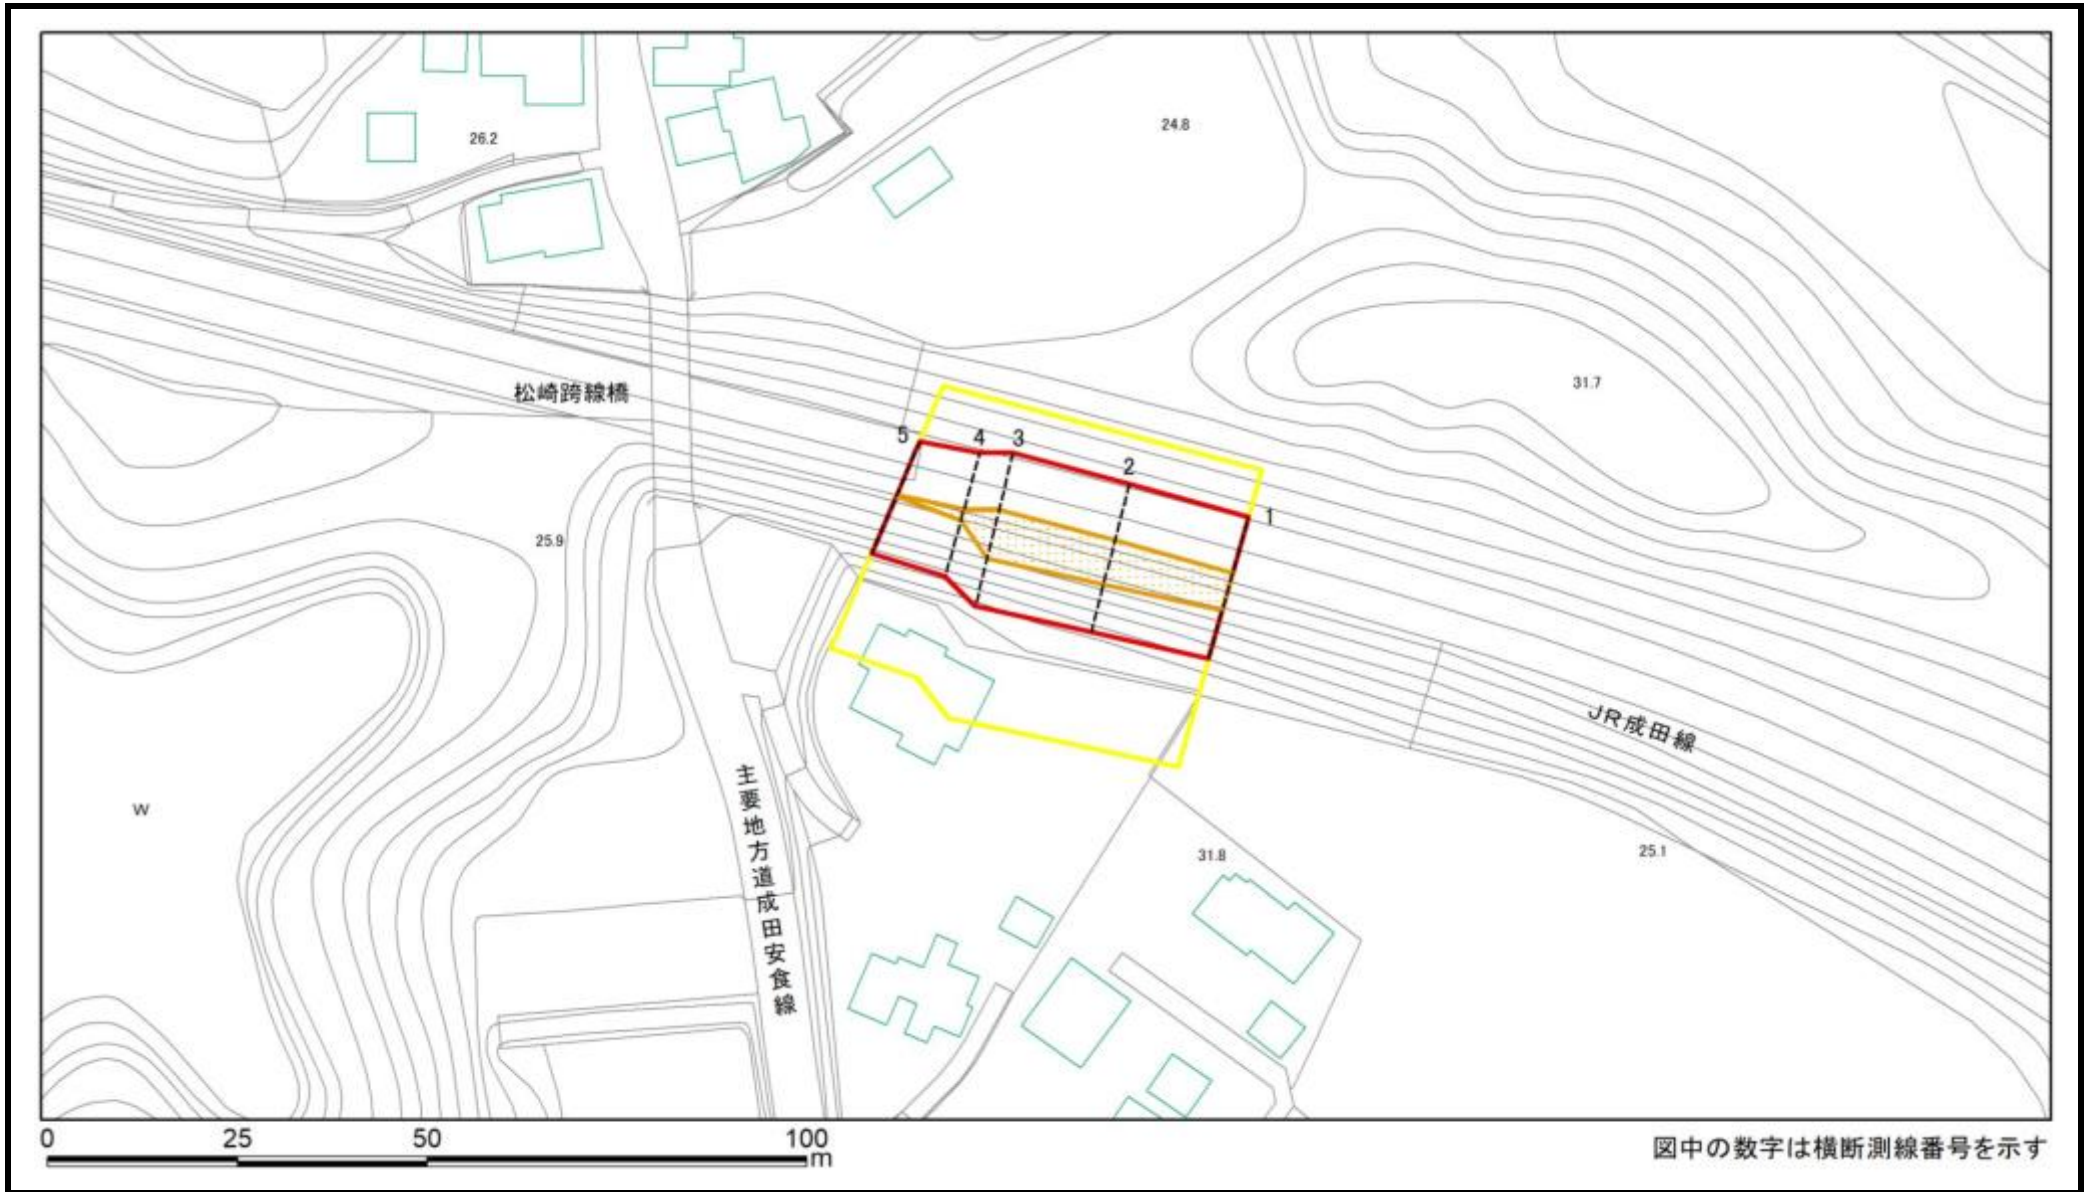 26.2
24.8
31.7
松崎跨線橋
5
4
3
2
1
25.9
JR成田線
主要地方道成田安食線
W
31.8
25.1
0 25 50 100
m
図中の数字は横断測線番号を示す